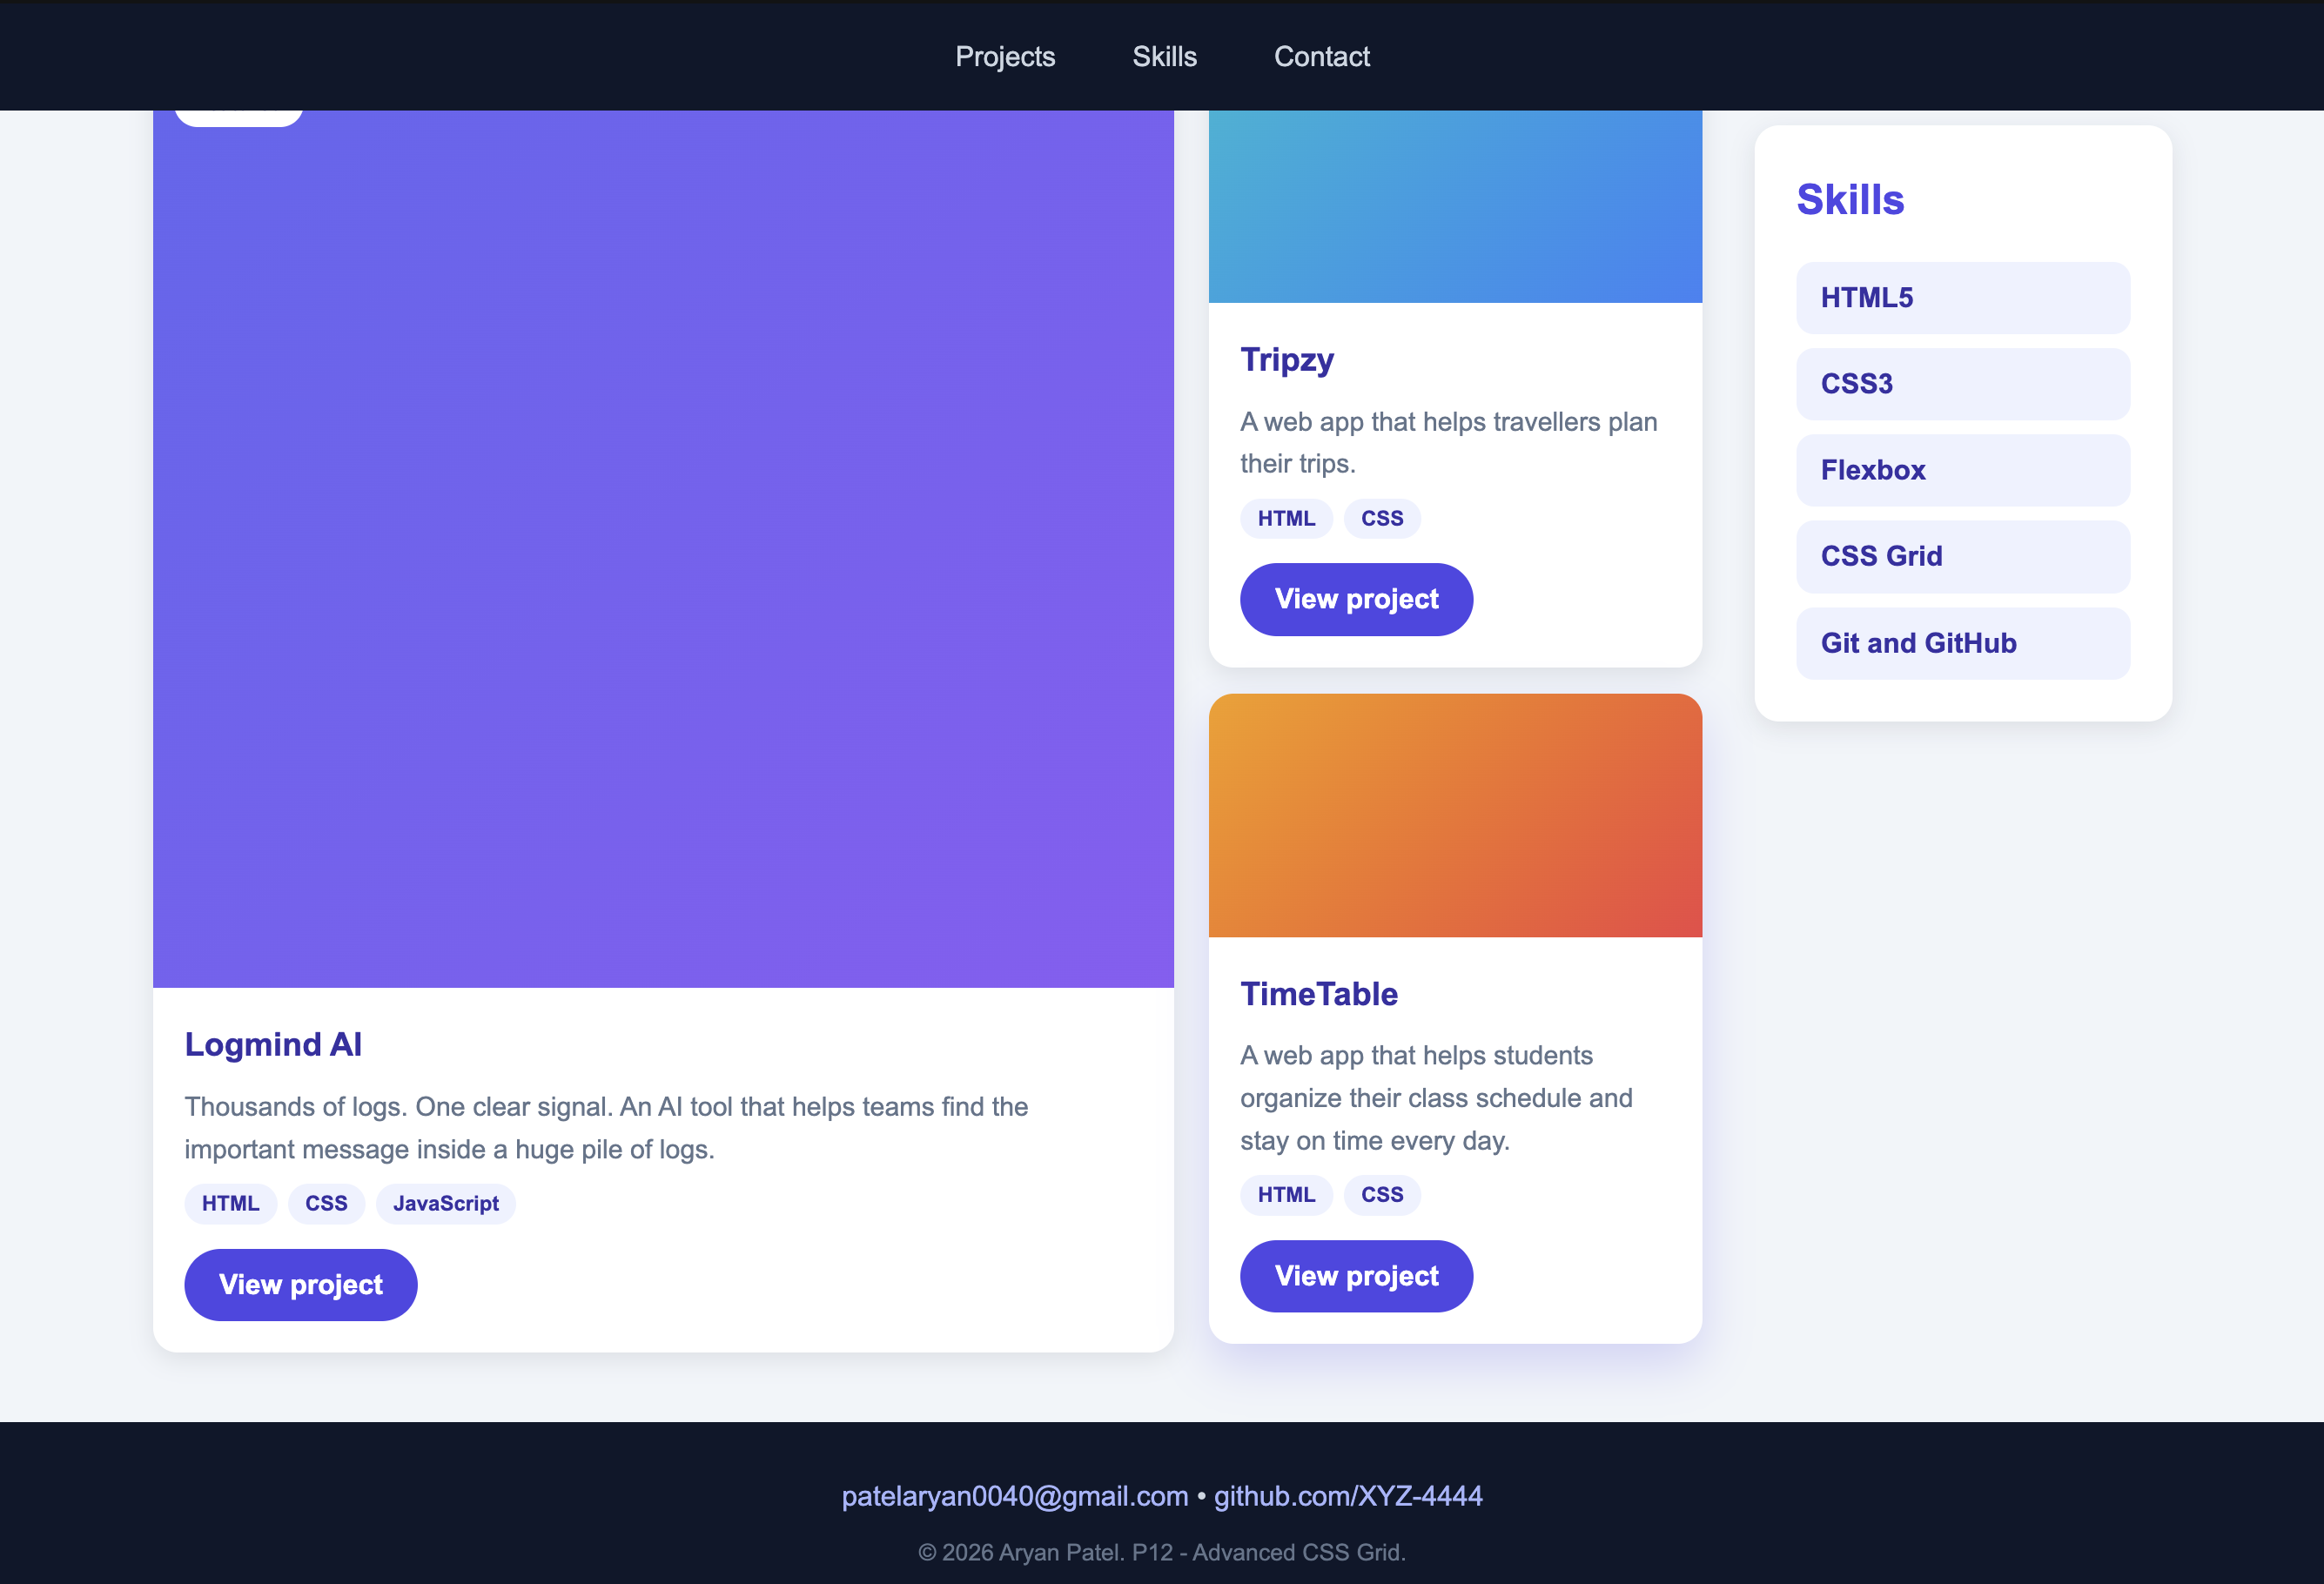 Projects
Skills
Contact
Logmind AI
Thousands of logs. One clear signal. An AI tool that helps teams find the
important message inside a huge pile of logs.
HTML
CSS
JavaScript
View project
Tripzy
A web app that helps travellers plan
their trips.
HTML
CSS
View project
TimeTable
A web app that helps students
organize their class schedule and
stay on time every day.
HTML
CSS
View project
Skills
HTML5
CSS3
Flexbox
CSS Grid
Git and GitHub
patelaryan0040@gmail.com • github.com/XYZ-4444
© 2026 Aryan Patel. P12 - Advanced CSS Grid.